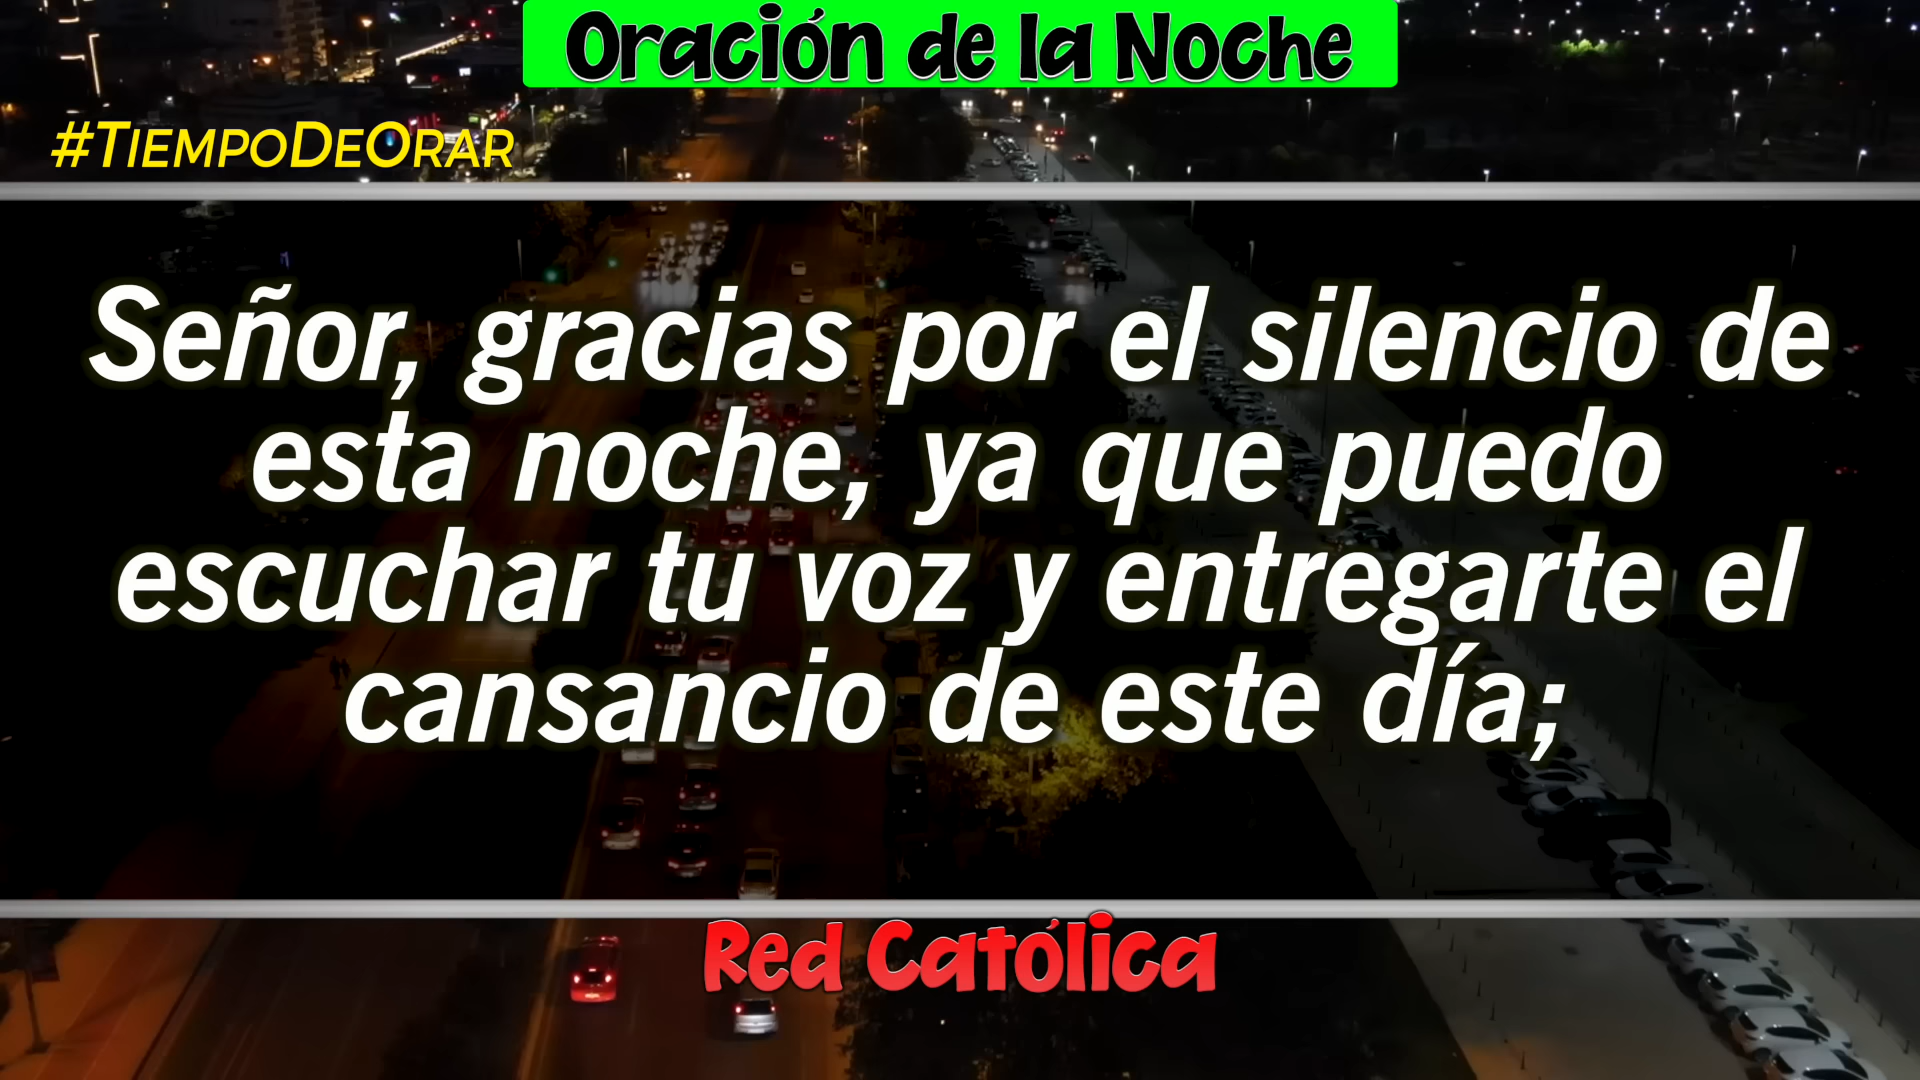 Oración de la Noche
#TIEMPODEORAR
Señor, gracias por el silencio de
esta noche, ya que puedo
escuchar tu voz y entregarte el
cansancio de este día;
Red Católica